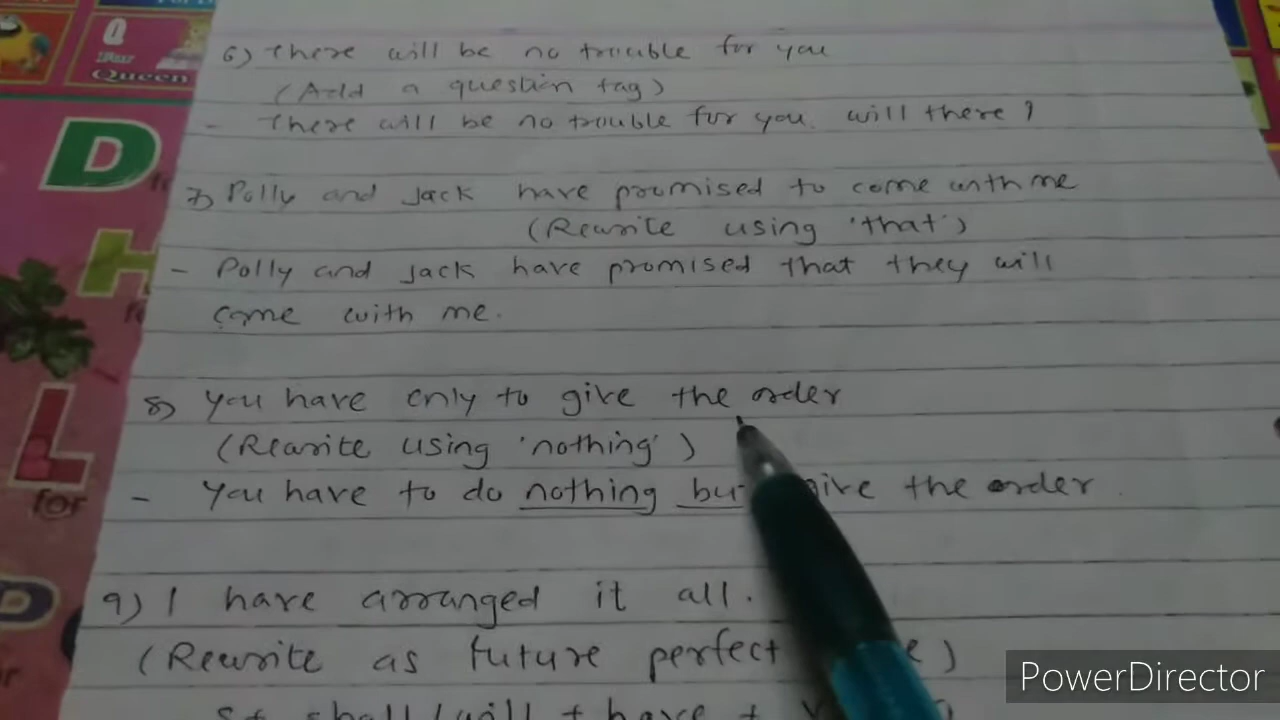 Q
For
Queen
D
H
L
for
6) There will be no trouble for you
(Add a question tag)
- There will be no trouble for you. will there?
7) Polly and Jack have promised to come with me
(Rewrite using 'that')
- Polly and Jack have promised that they will
come with me.
8) You have only to give the order
(Rewrite using 'nothing')
- You have to do nothing but give the order.
9) I have arranged it all.
(Rewrite as future perfect
S + shall/will + have +
PowerDirector